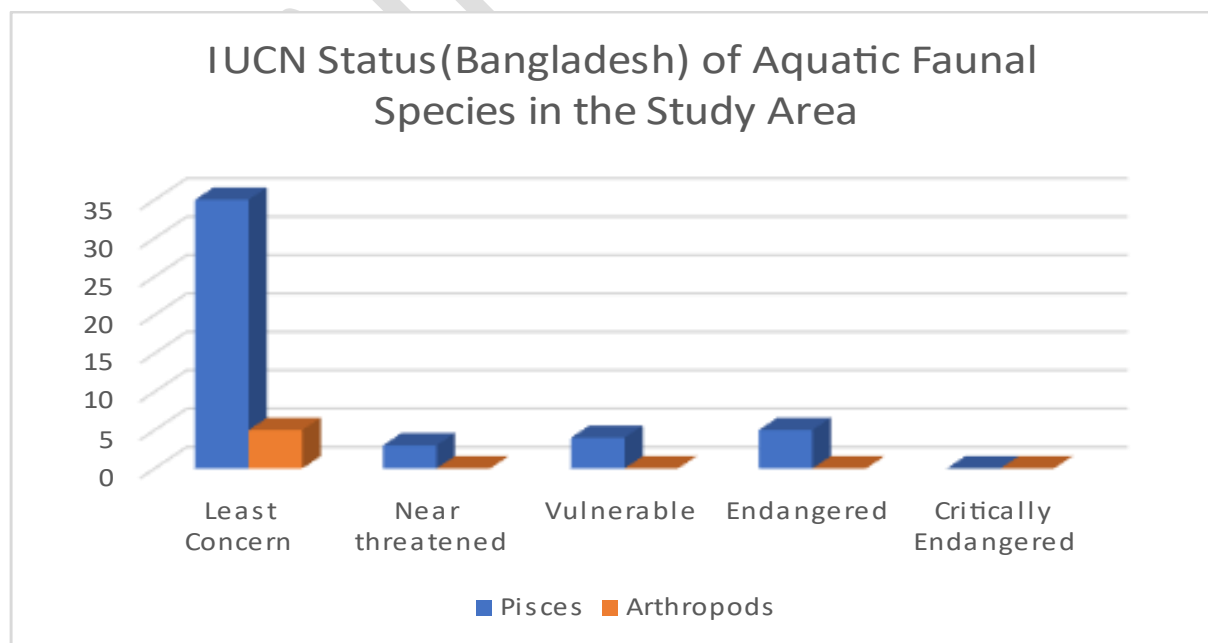 IUCN Status(Bangladesh) of Aquatic Faunal
Species in the Study Area
35
30
25
20
15
10
5
0
Least
Concern
Near
threatened
Vulnerable
Endangered
Critically
Endangered
Pisces
Arthropods